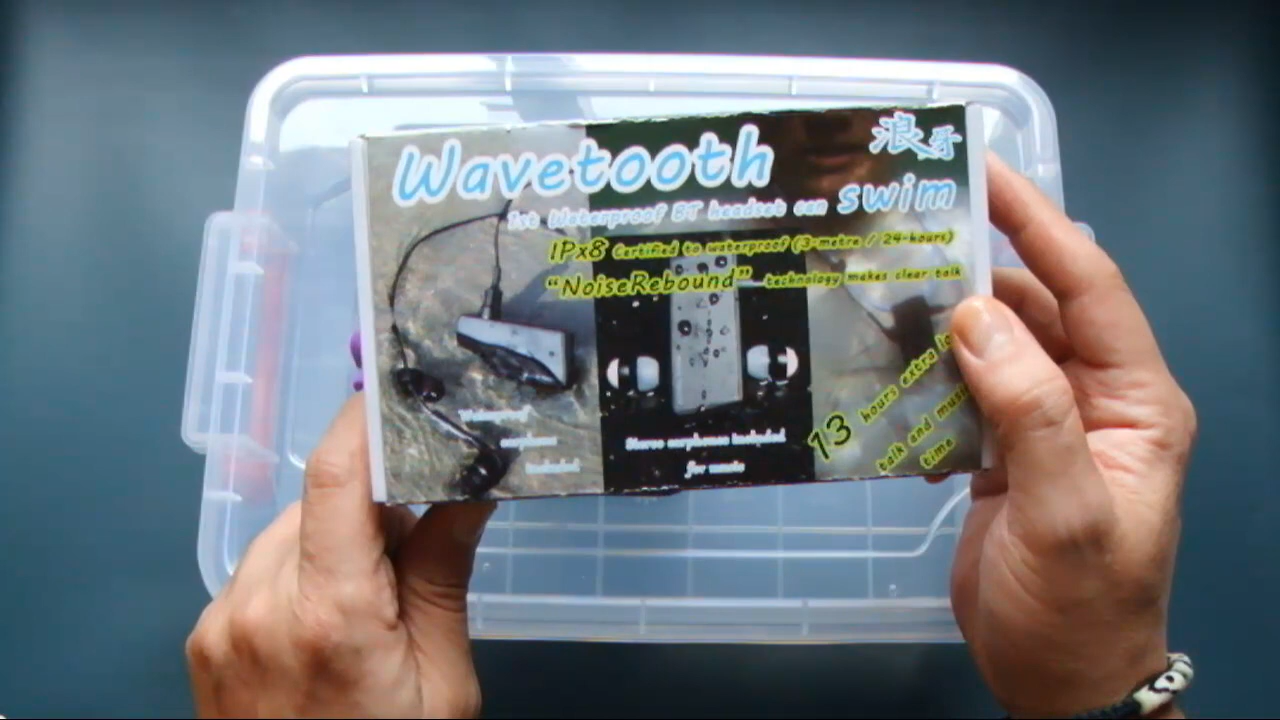 Wavetooth
浪牙
1st Waterproof BT headset can swim
IPx8 Certified to waterproof (3-metre / 24-hours)
"NoiseRebound" technology makes clear talk
13 hours extra
talk and music
time
Waterproof
earphone
included
Stereo earphones included
for music